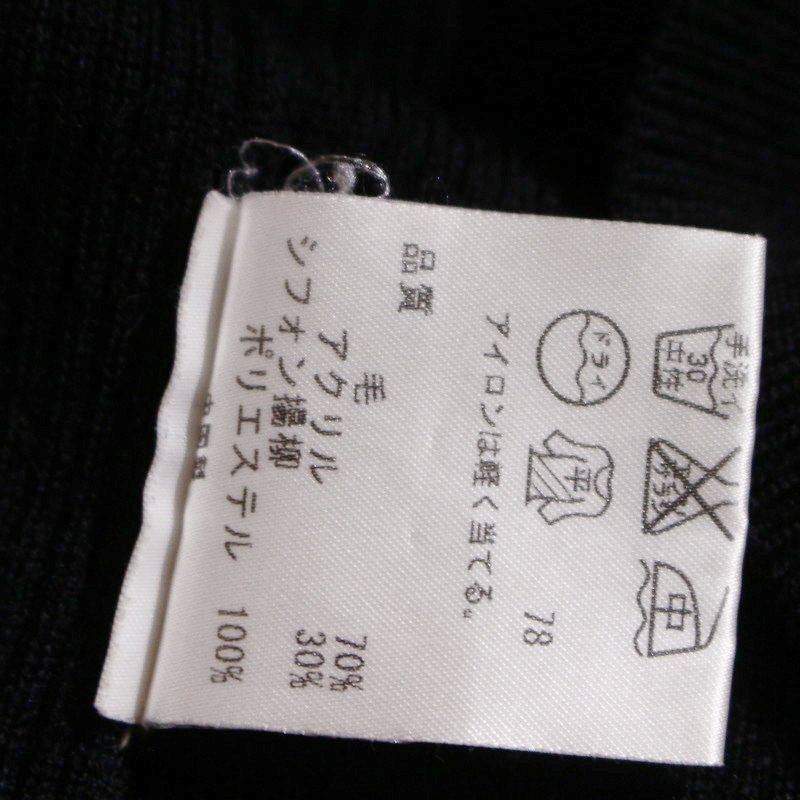 手洗イ
30
中性
中
ドライ
平
78
アイロンは軽く当てる。
品質
毛 70%
アクリル 30%
シフォン楊柳
ポリエステル 100%